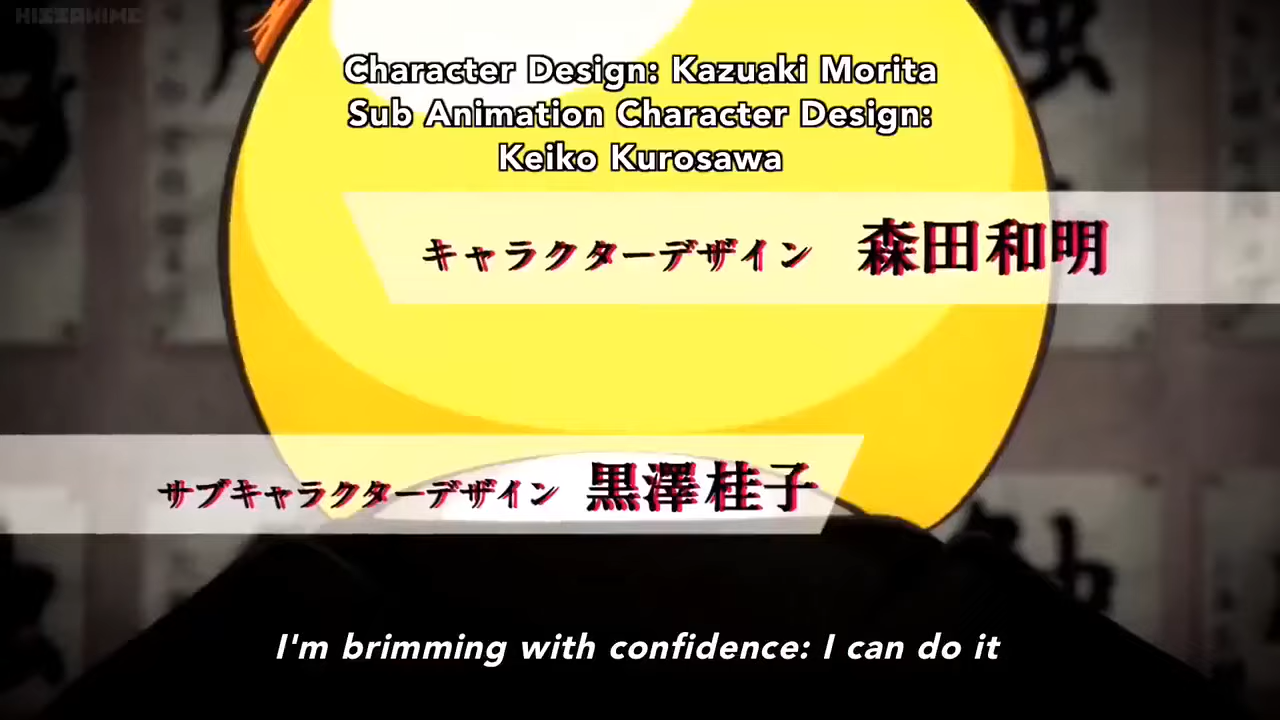 KISSANIME
Character Design: Kazuaki Morita
Sub Animation Character Design:
Keiko Kurosawa
キャラクターデザイン 森田和明
サブキャラクターデザイン 黒澤桂子
I'm brimming with confidence: I can do it